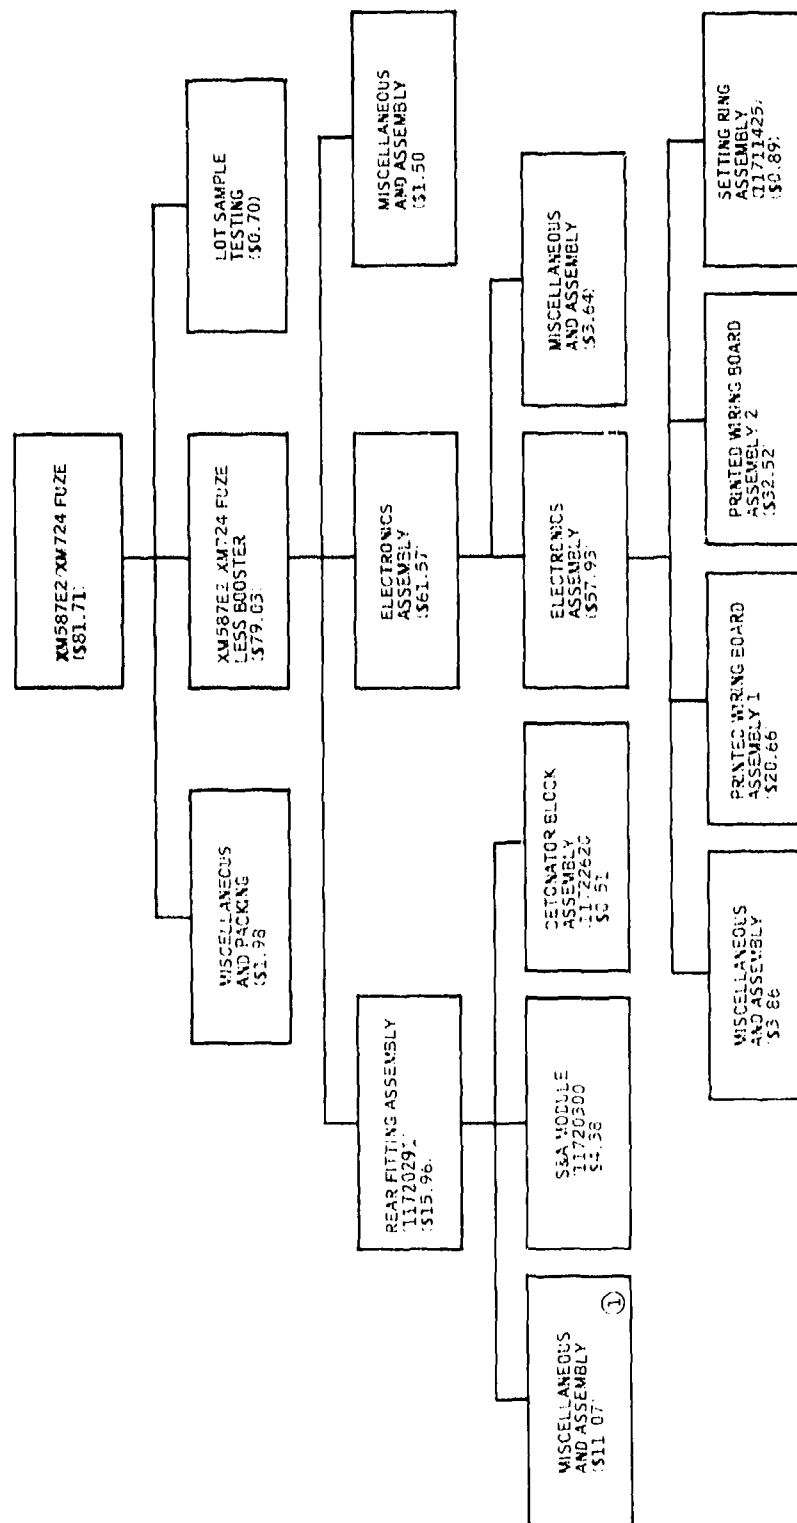 XM587E2/XM724 FUZE
($81.71)
MISCELLANEOUS
AND PACKING
($1.98
XM587E2 XM724 FUZE
LESS BOOSTER
($79.03)
LOT SAMPLE
TESTING
($0.70)
REAR FITTING ASSEMBLY
(11720291)
($15.96)
ELECTRONICS
ASSEMBLY
($61.57)
MISCELLANEOUS
AND ASSEMBLY
($1.50
MISCELLANEOUS
AND ASSEMBLY
($11 07)
1
S&A MODULE
11720300
$4.38
DETONATOR BLOCK
ASSEMBLY
11722620
$0 51
ELECTRONICS
ASSEMBLY
($57.93)
MISCELLANEOUS
AND ASSEMBLY
($3.64)
MISCELLANEOUS
AND ASSEMBLY
($3 86
PRINTED WIRING BOARD
ASSEMBLY 1
($20.66)
PRINTED WIRING BOARD
ASSEMBLY 2
($32.52)
SETTING RING
ASSEMBLY
(11711425)
($0.89)